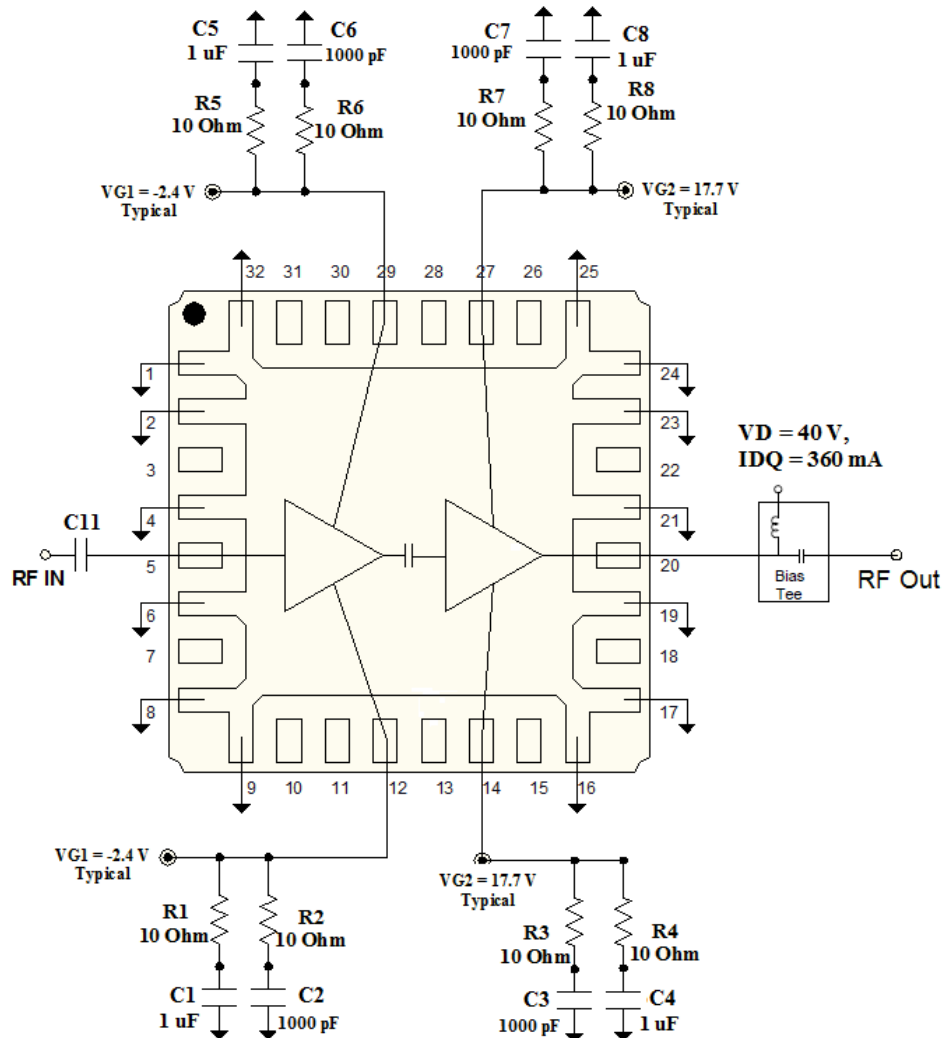 C5
1 uF
C6
1000 pF
C7
1000 pF
C8
1 uF
R5
10 Ohm
R6
10 Ohm
R7
10 Ohm
R8
10 Ohm
VG1 = -2.4 V
Typical
VG2 = 17.7 V
Typical
32 31 30 29 28 27 26 25
1
2
3
4
5
6
7
8
24
23
22
21
20
19
18
17
C11
RF IN
VD = 40 V,
IDQ = 360 mA
Bias
Tee
RF Out
9 10 11 12 13 14 15 16
VG1 = -2.4 V
Typical
VG2 = 17.7 V
Typical
R1
10 Ohm
R2
10 Ohm
R3
10 Ohm
R4
10 Ohm
C1
1 uF
C2
1000 pF
C3
1000 pF
C4
1 uF